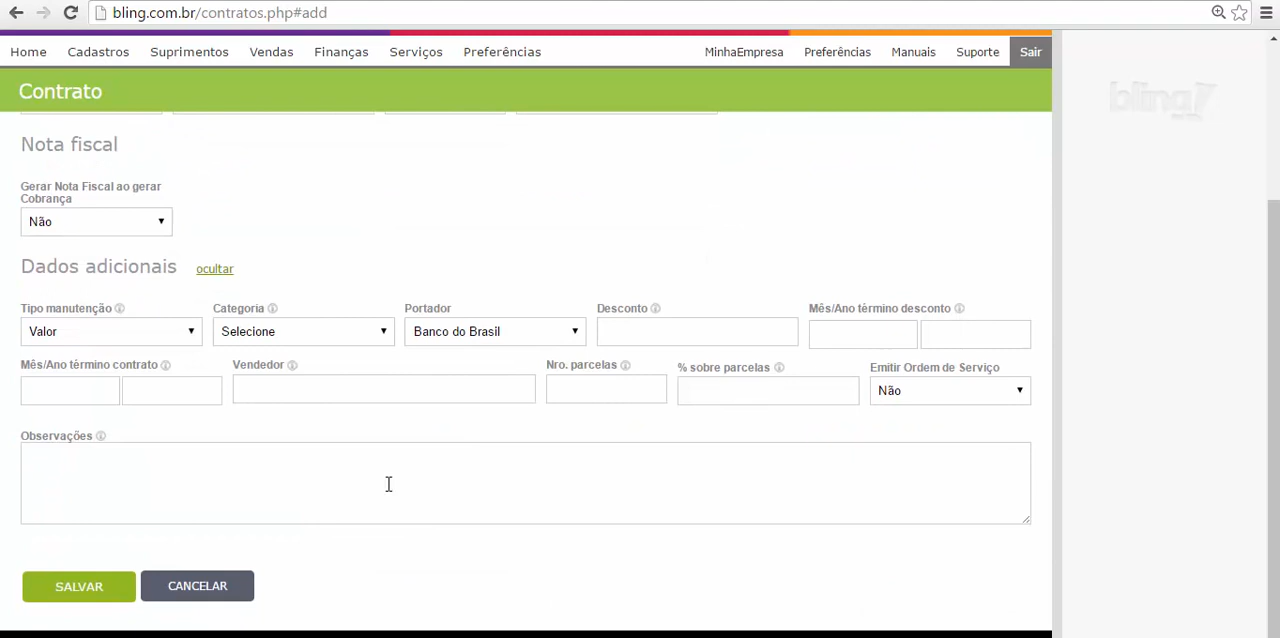 bling.com.br/contratos.php#add
Home Cadastros Suprimentos Vendas Finanças Serviços Preferências MinhaEmpresa Preferências Manuais Suporte Sair
Contrato
bling
Nota fiscal
Gerar Nota Fiscal ao gerar
Cobrança
Não
Dados adicionais ocultar
Tipo manutenção Categoria Portador Desconto Mês/Ano término desconto
Valor Selecione Banco do Brasil
Mês/Ano término contrato Vendedor Nro. parcelas % sobre parcelas Emitir Ordem de Serviço
Não
Observações
SALVAR CANCELAR